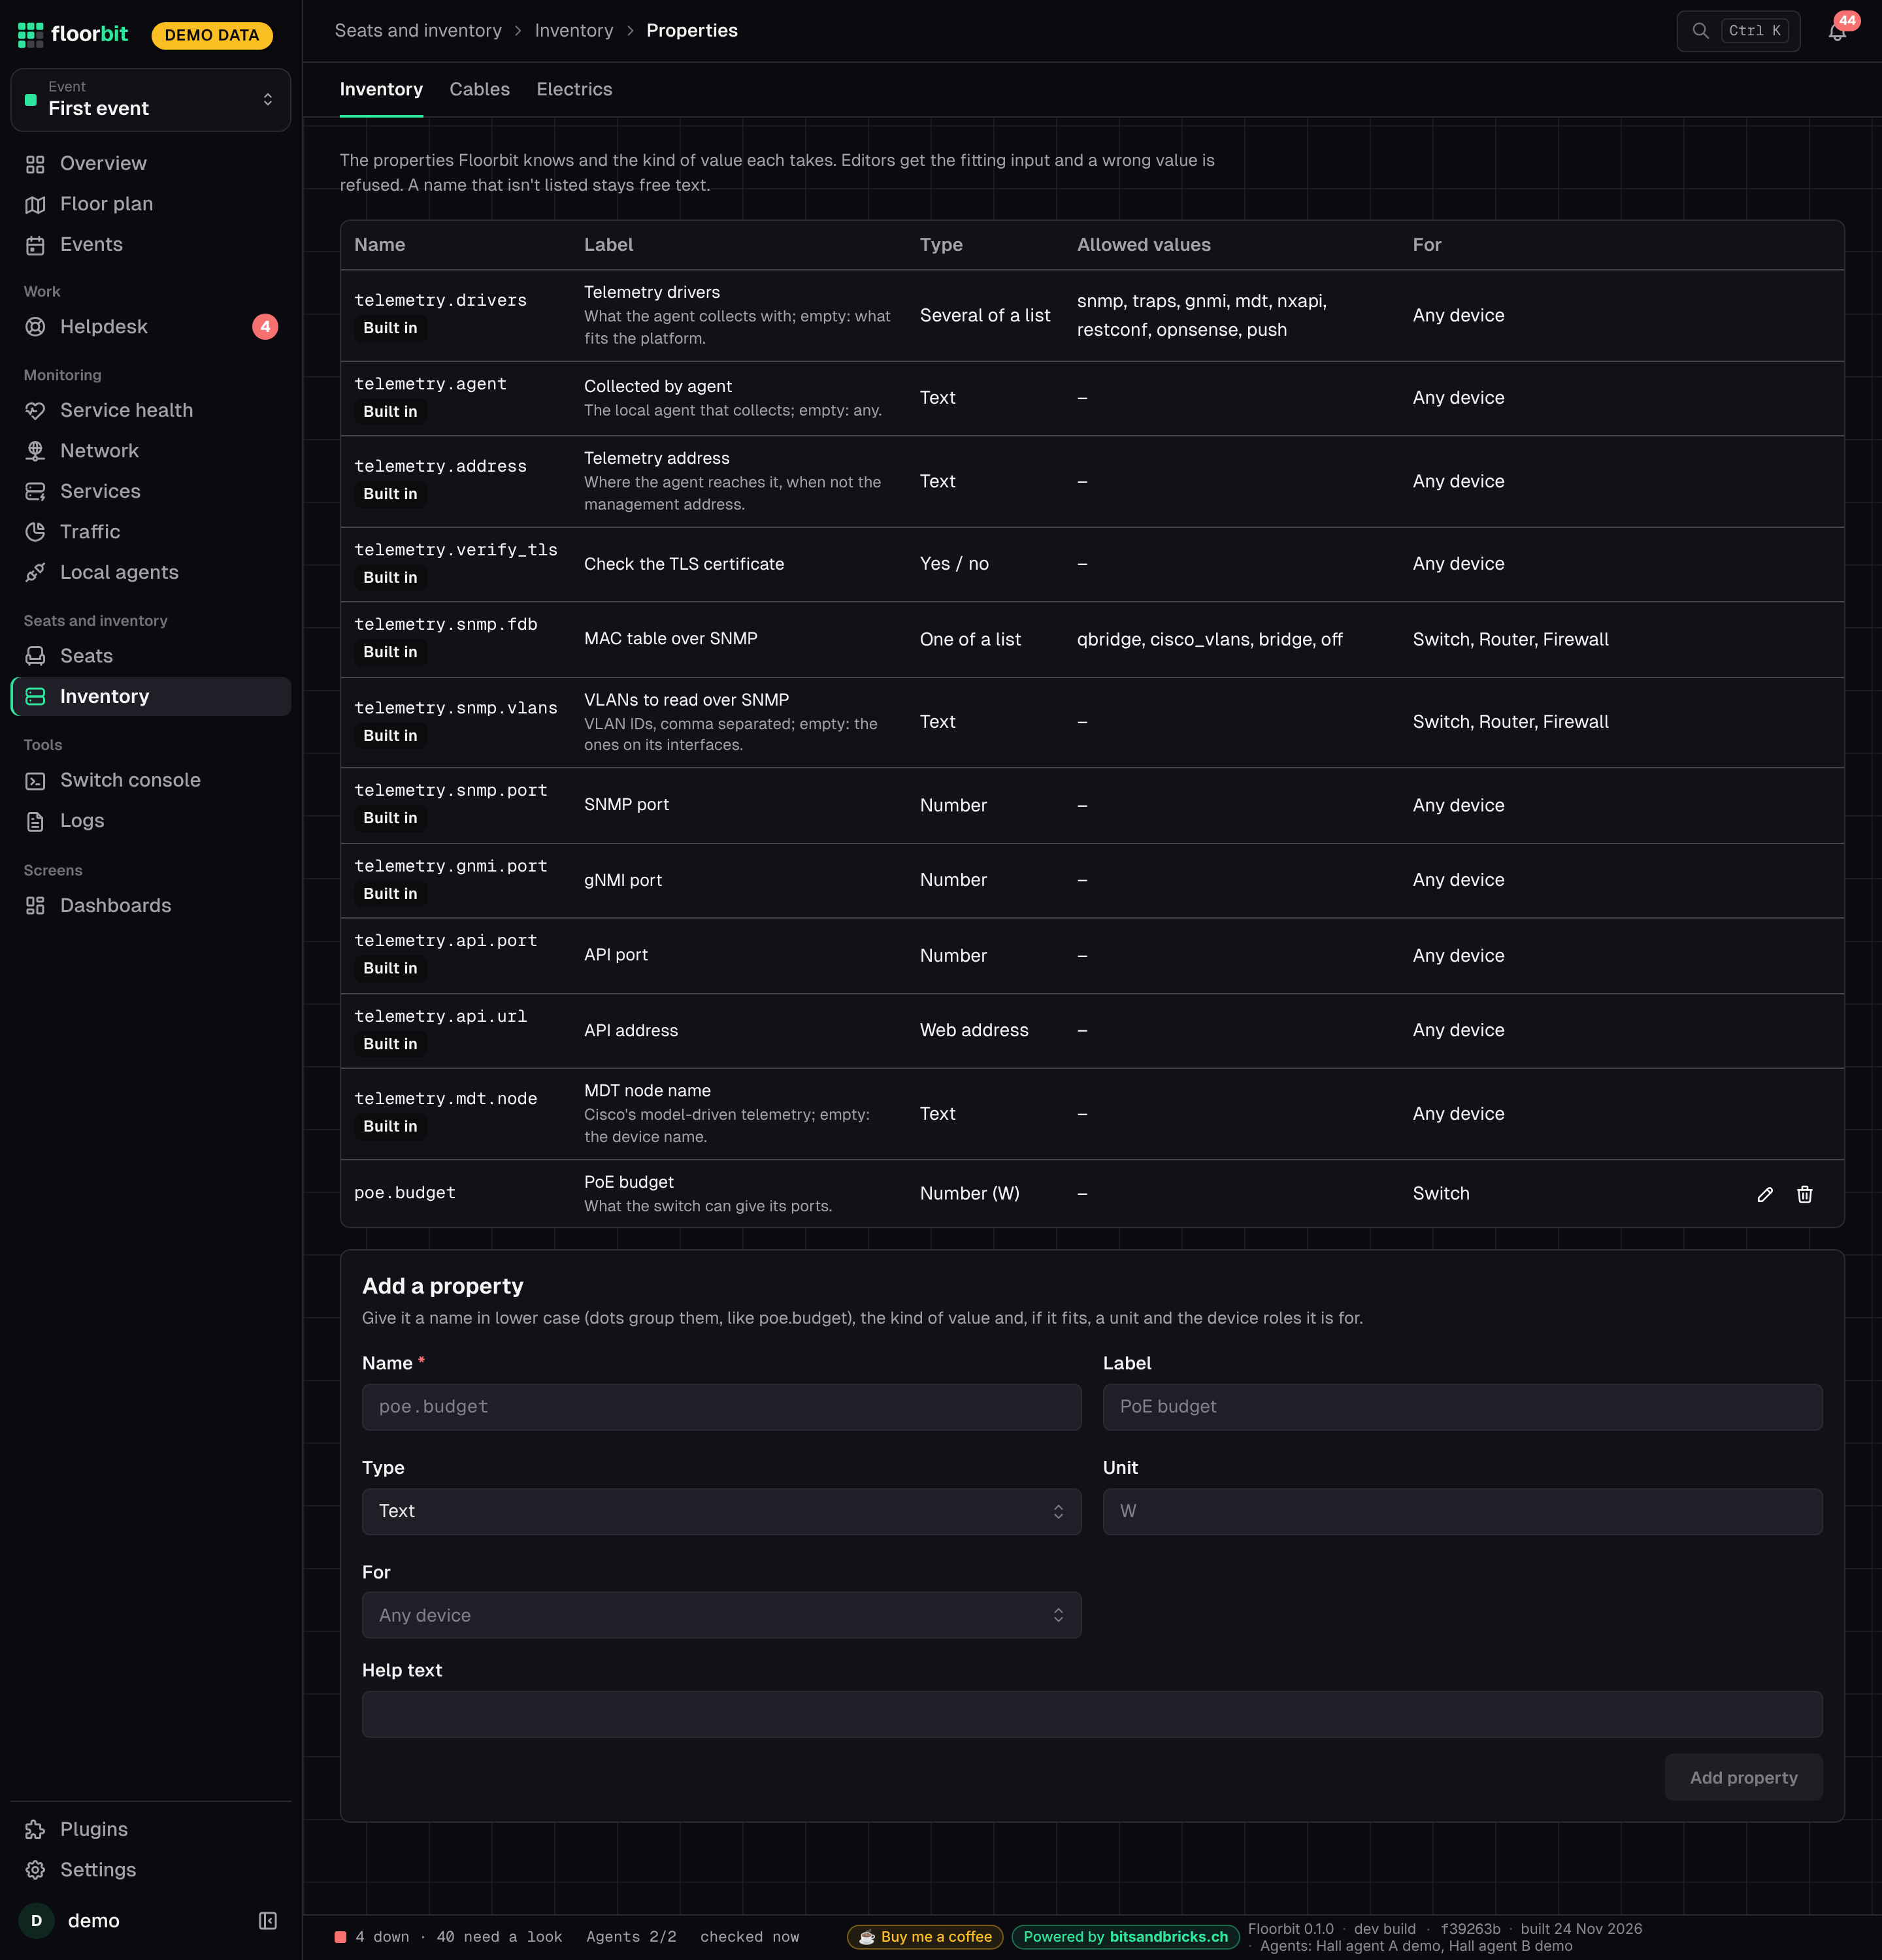 floorbit
DEMO DATA
Event
First event
Overview
Floor plan
Events
Work
Helpdesk
4
Monitoring
Service health
Network
Services
Traffic
Local agents
Seats and inventory
Seats
Inventory
Tools
Switch console
Logs
Screens
Dashboards
Plugins
Settings
D
demo
Seats and inventory
Inventory
Properties
Ctrl K
44
Inventory
Cables
Electrics
The properties Floorbit knows and the kind of value each takes. Editors get the fitting input and a wrong value is
refused. A name that isn't listed stays free text.
Name
Label
Type
Allowed values
For
telemetry.drivers
Built in
Telemetry drivers
What the agent collects with; empty: what
fits the platform.
Several of a list
snmp, traps, gnmi, mdt, nxapi,
restconf, opnsense, push
Any device
telemetry.agent
Built in
Collected by agent
The local agent that collects; empty: any.
Text
–
Any device
telemetry.address
Built in
Telemetry address
Where the agent reaches it, when not the
management address.
Text
–
Any device
telemetry.verify_tls
Built in
Check the TLS certificate
Yes / no
–
Any device
telemetry.snmp.fdb
Built in
MAC table over SNMP
One of a list
qbridge, cisco_vlans, bridge, off
Switch, Router, Firewall
telemetry.snmp.vlans
Built in
VLANs to read over SNMP
VLAN IDs, comma separated; empty: the
ones on its interfaces.
Text
–
Switch, Router, Firewall
telemetry.snmp.port
Built in
SNMP port
Number
–
Any device
telemetry.gnmi.port
Built in
gNMI port
Number
–
Any device
telemetry.api.port
Built in
API port
Number
–
Any device
telemetry.api.url
Built in
API address
Web address
–
Any device
telemetry.mdt.node
Built in
MDT node name
Cisco's model-driven telemetry; empty:
the device name.
Text
–
Any device
poe.budget
PoE budget
What the switch can give its ports.
Number (W)
–
Switch
Add a property
Give it a name in lower case (dots group them, like poe.budget), the kind of value and, if it fits, a unit and the device roles it is for.
Name *
poe.budget
Label
PoE budget
Type
Text
Unit
W
For
Any device
Help text
Add property
4 down · 40 need a look
Agents 2/2
checked now
Buy me a coffee
Powered by bitsandbricks.ch
Floorbit 0.1.0 · dev build · f39263b · built 24 Nov 2026
· Agents: Hall agent A demo, Hall agent B demo